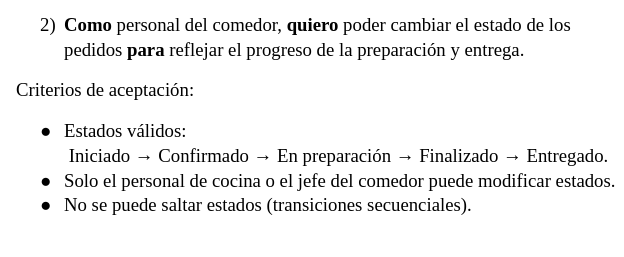 2) Como personal del comedor, quiero poder cambiar el estado de los
pedidos para reflejar el progreso de la preparación y entrega.
Criterios de aceptación:
● Estados válidos:
Iniciado → Confirmado → En preparación → Finalizado → Entregado.
● Solo el personal de cocina o el jefe del comedor puede modificar estados.
● No se puede saltar estados (transiciones secuenciales).